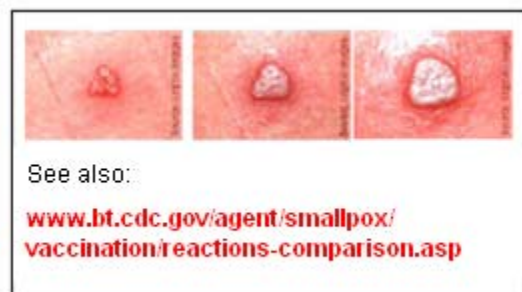 See also:
www.bt.cdc.gov/agent/smallpox/
vaccination/reactions-comparison.asp